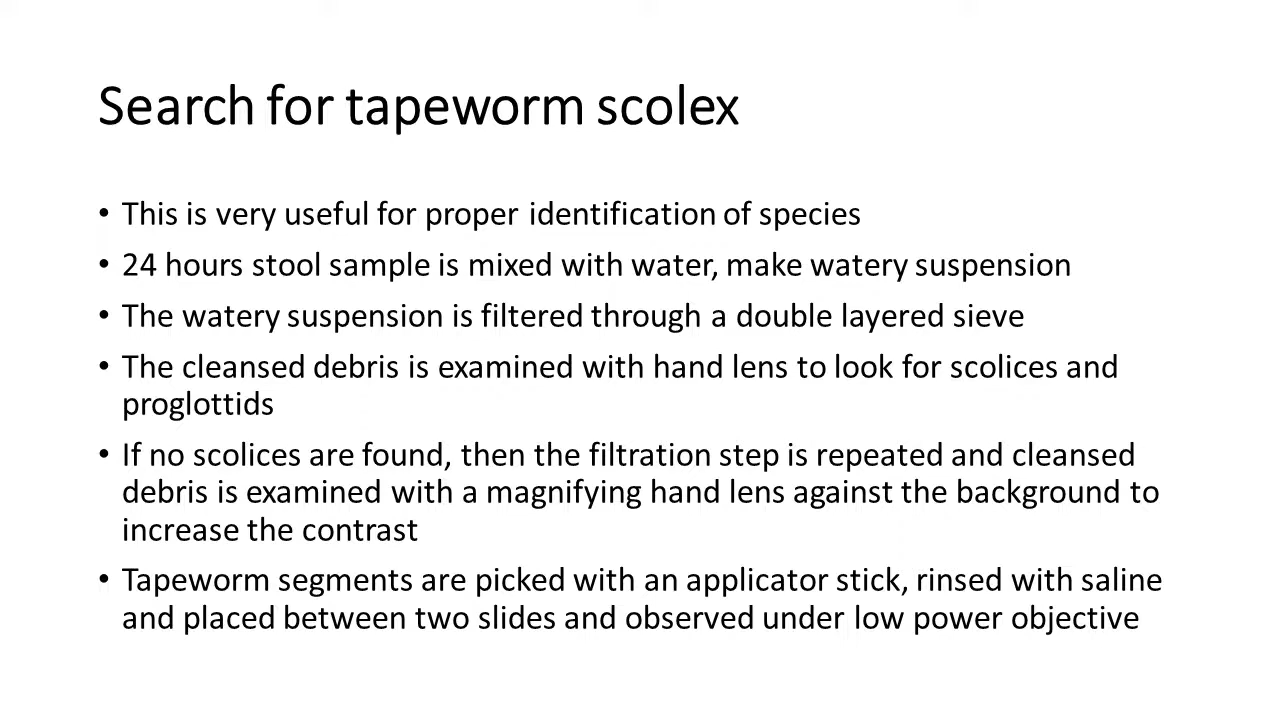 Search for tapeworm scolex
• This is very useful for proper identification of species
• 24 hours stool sample is mixed with water, make watery suspension
• The watery suspension is filtered through a double layered sieve
• The cleansed debris is examined with hand lens to look for scolices and
proglottids
• If no scolices are found, then the filtration step is repeated and cleansed
debris is examined with a magnifying hand lens against the background to
increase the contrast
• Tapeworm segments are picked with an applicator stick, rinsed with saline
and placed between two slides and observed under low power objective